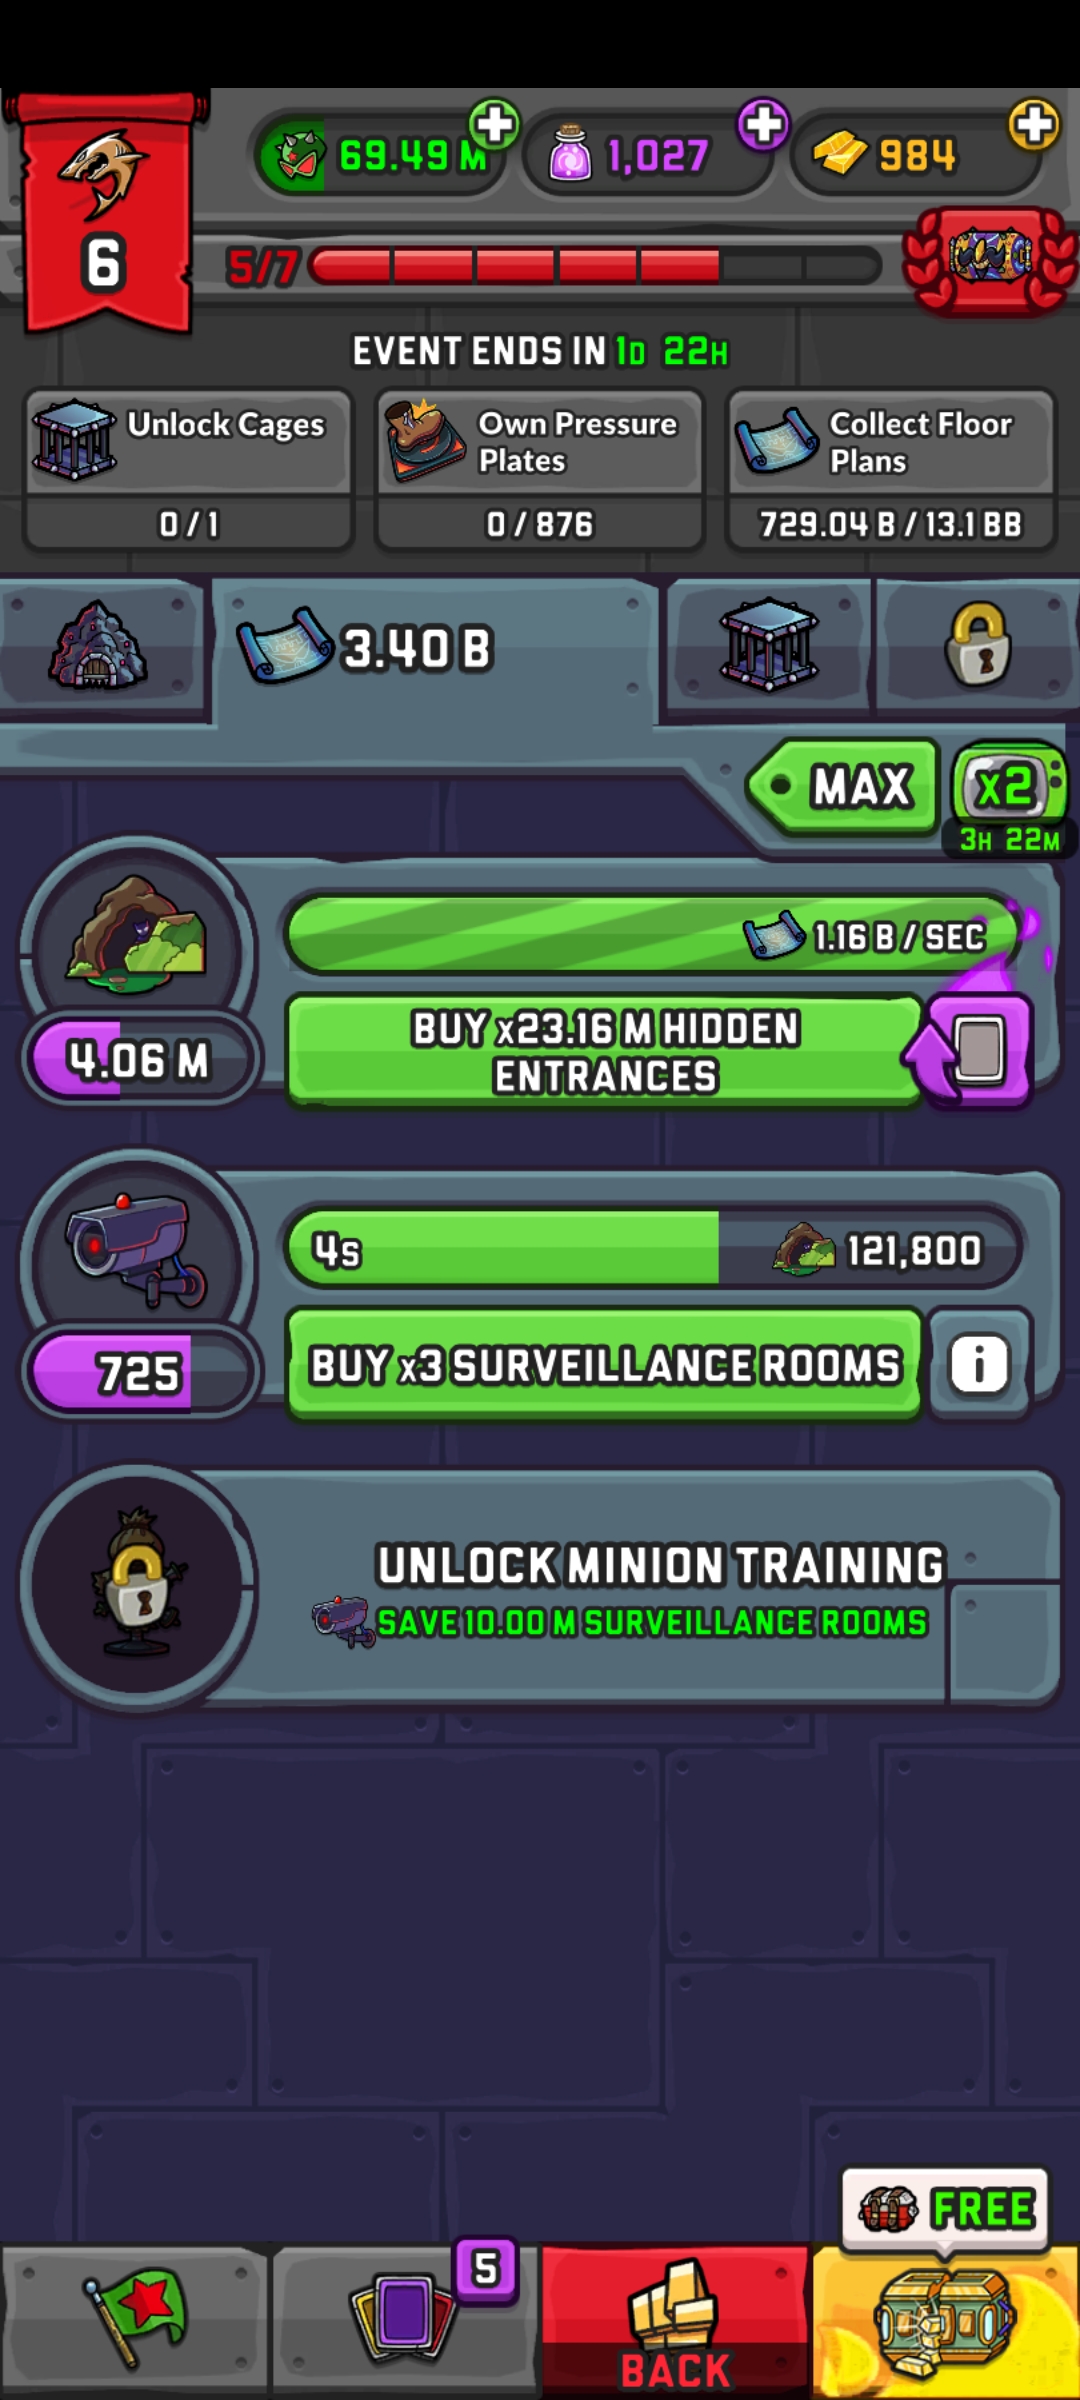 69.49 M
1,027
984
6
5/7
EVENT ENDS IN 1D 22H
Unlock Cages
0 / 1
Own Pressure
Plates
0 / 876
Collect Floor
Plans
729.04 B / 13.1 BB
3.40 B
MAX
x2
3H 22M
1.16 B / SEC
4.06 M
BUY x23.16 M HIDDEN
ENTRANCES
4s
121,800
725
BUY x3 SURVEILLANCE ROOMS
i
UNLOCK MINION TRAINING
SAVE 10.00 M SURVEILLANCE ROOMS
FREE
5
BACK